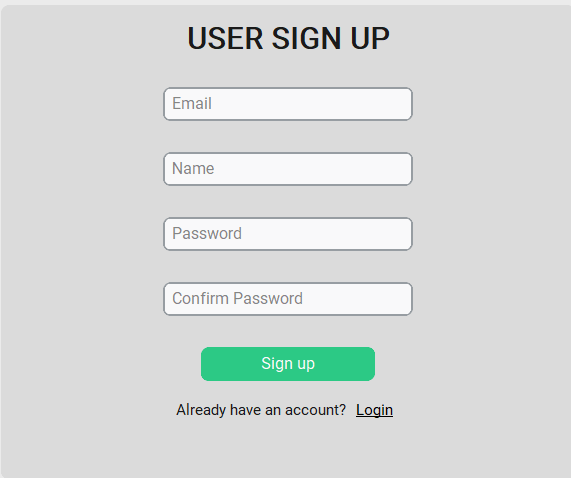 USER SIGN UP
Email
Name
Password
Confirm Password
Sign up
Already have an account? Login